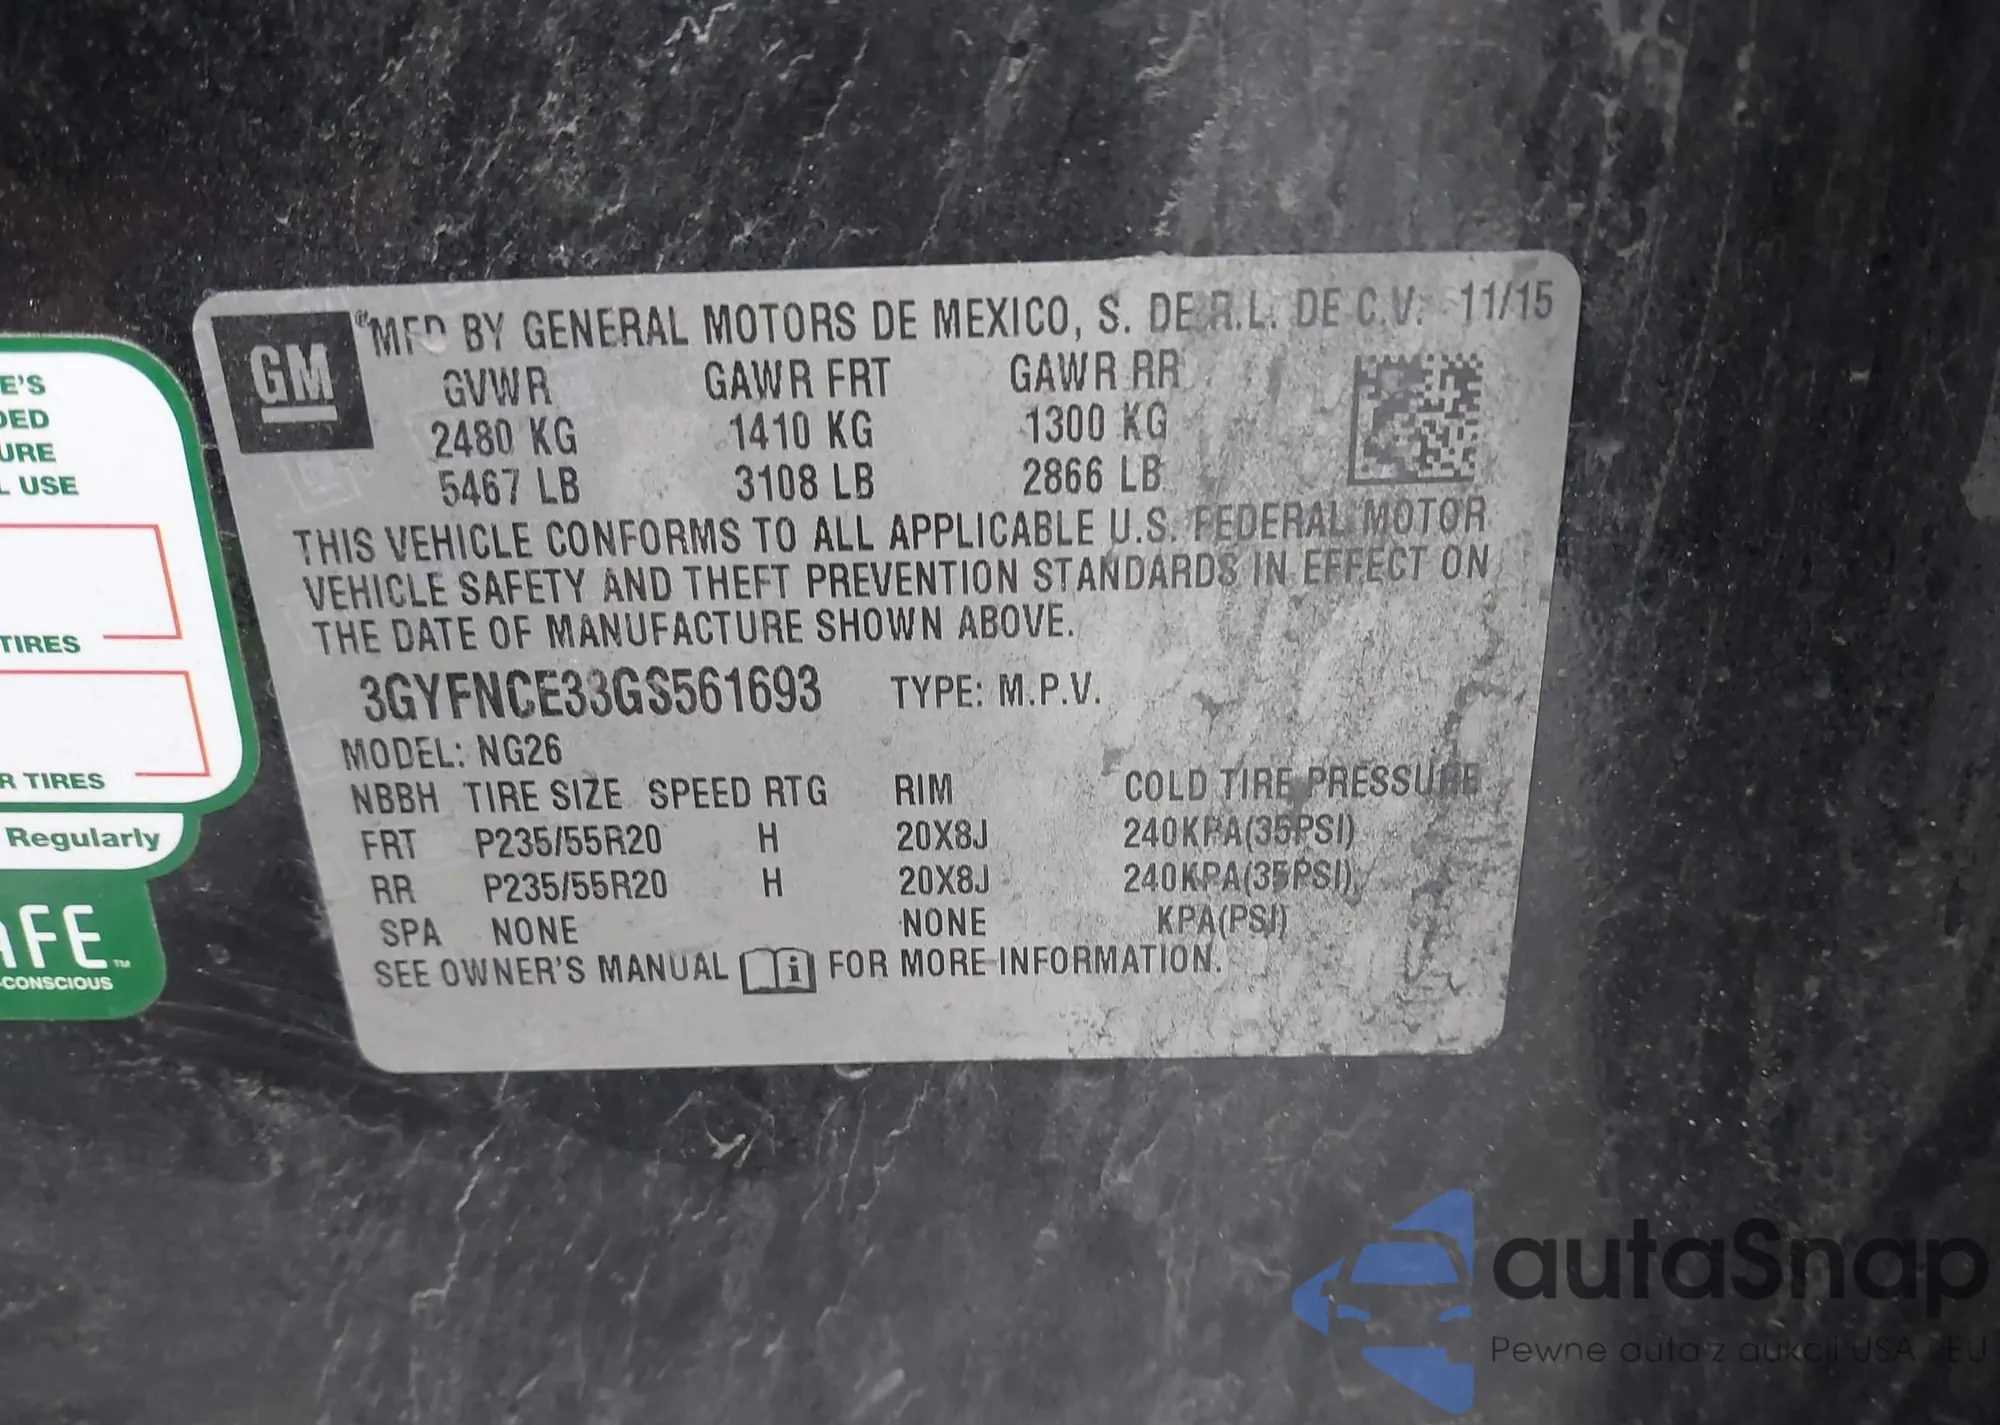 GM
MFD BY GENERAL MOTORS DE MEXICO, S. DE R.L. DE C.V. 11/15
GVWR GAWR FRT GAWR RR
2480 KG 1410 KG 1300 KG
5467 LB 3108 LB 2866 LB
THIS VEHICLE CONFORMS TO ALL APPLICABLE U.S. FEDERAL MOTOR
VEHICLE SAFETY AND THEFT PREVENTION STANDARDS IN EFFECT ON
THE DATE OF MANUFACTURE SHOWN ABOVE.
3GYFNCE33GS561693 TYPE: M.P.V.
MODEL: NG26
NBBH TIRE SIZE SPEED RTG RIM COLD TIRE PRESSURE
FRT P235/55R20 H 20X8J 240KPA(35PSI)
RR P235/55R20 H 20X8J 240KPA(35PSI)
SPA NONE NONE KPA(PSI)
SEE OWNER'S MANUAL i FOR MORE INFORMATION.
E'S
DED
URE
L USE
TIRES
R TIRES
Regularly
AFE™
-CONSCIOUS
autaSnap
Pewne auta z aukcji USA i EU